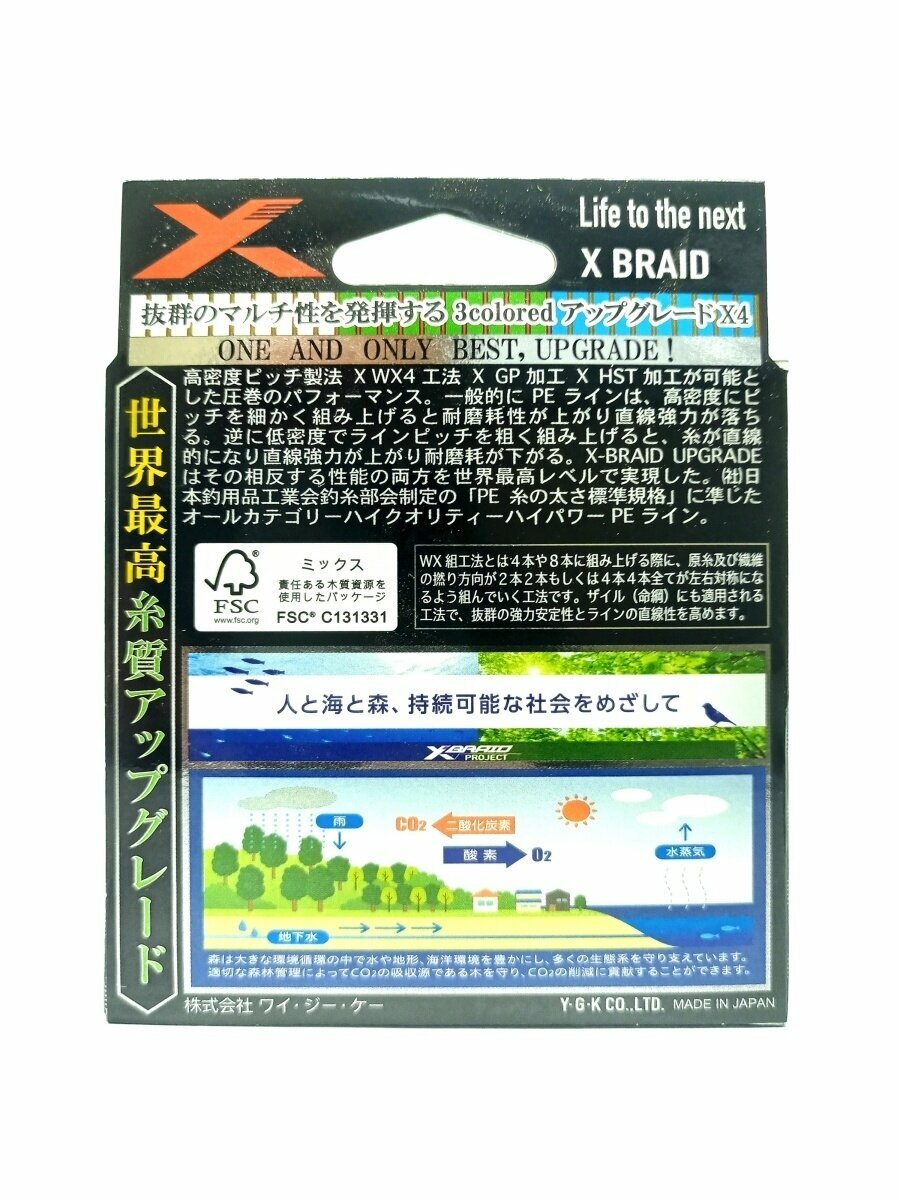 Life to the next
X BRAID
抜群のマルチ性を発揮する 3colored アップグレード X4
ONE AND ONLY BEST, UPGRADE!
世界最高糸質アップグレード
高密度ピッチ製法 X WX4 工法 X GP 加工 X HST 加工が可能と
した圧巻のパフォーマンス。一般的に PE ラインは、高密度にピ
ッチを細かく組み上げると耐磨耗性が上がり直線強力が落ち
る。逆に低密度でラインピッチを粗く組み上げると、糸が直線
的になり直線強力が上がり耐磨耗が下がる。X-BRAID UPGRADE
はその相反する性能の両方を世界最高レベルで実現した。㈳日
本釣用品工業会釣糸部会制定の「PE 糸の太さ標準規格」に準じた
オールカテゴリーハイクオリティーハイパワー PE ライン。
FSC
www.fsc.org
ミックス
責任ある木質資源を
使用したパッケージ
FSC® C131331
WX 組工法とは4本や8本に組み上げる際に、原糸及び繊維
の撚り方向が2本2本もしくは4本4本全てが左右対称にな
るよう組んでいく工法です。ザイル（命綱）にも適用される
工法で、抜群の強力安定性とラインの直線性を高めます。
人と海と森、持続可能な社会をめざして
X BRAID
PROJECT
雨
CO2 二酸化炭素
酸素 O2
水蒸気
地下水
森は大きな環境循環の中で水や地形、海洋環境を豊かにし、多くの生態系を守り支えています。
適切な森林管理によってCO2の吸収源である木を守り、CO2の削減に貢献することができます。
株式会社 ワイ・ジー・ケー
Y・G・K CO.,LTD. MADE IN JAPAN